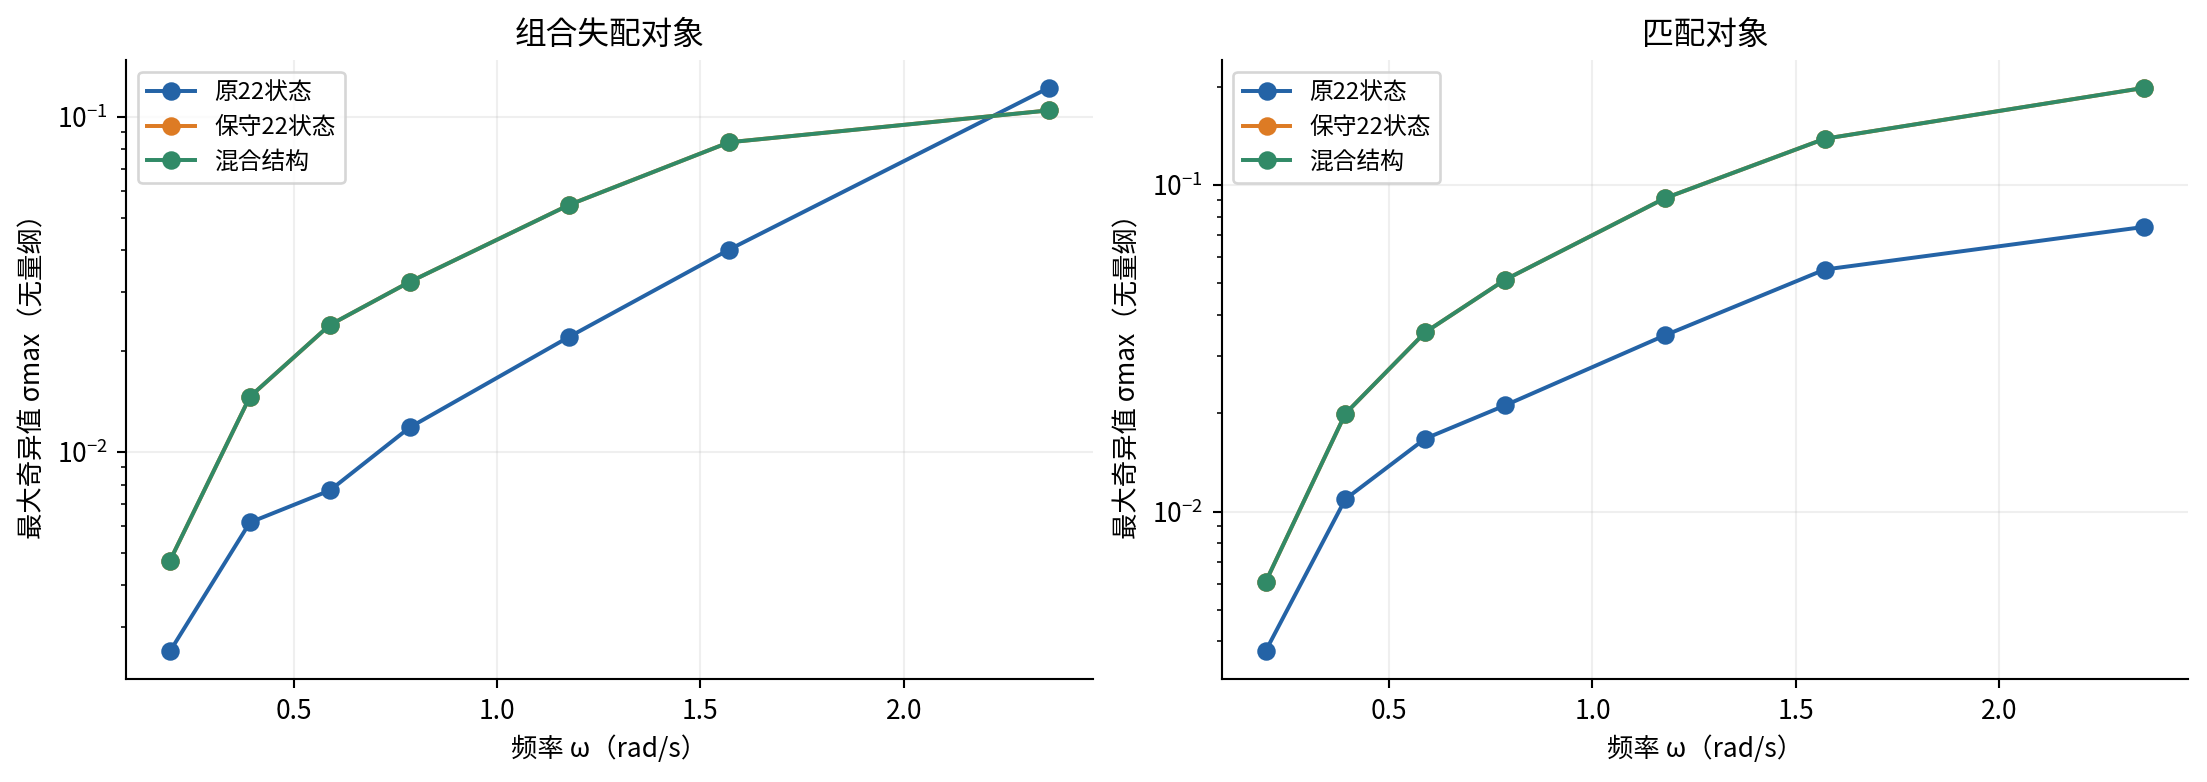 组合失配对象
原22状态
保守22状态
混合结构
10⁻¹
10⁻²
最大奇异值 σmax（无量纲）
0.5 1.0 1.5 2.0
频率 ω（rad/s）
匹配对象
原22状态
保守22状态
混合结构
10⁻¹
10⁻²
最大奇异值 σmax（无量纲）
0.5 1.0 1.5 2.0
频率 ω（rad/s）